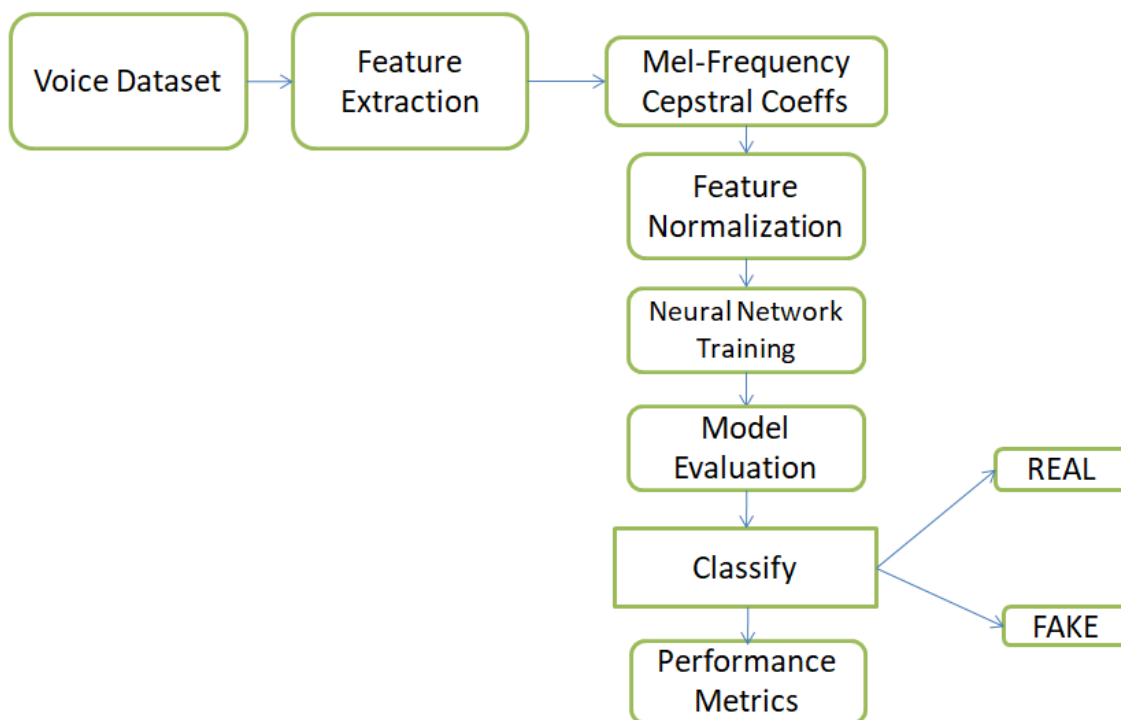 Voice Dataset
Feature
Extraction
Mel-Frequency
Cepstral Coeffs
Feature
Normalization
Neural Network
Training
Model
Evaluation
Classify
REAL
FAKE
Performance
Metrics